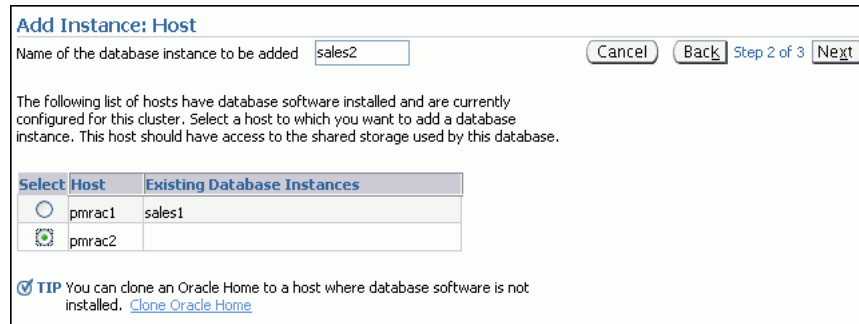 Add Instance: Host
Name of the database instance to be added sales2 Cancel Back Step 2 of 3 Next
The following list of hosts have database software installed and are currently
configured for this cluster. Select a host to which you want to add a database
instance. This host should have access to the shared storage used by this database.
Select Host Existing Database Instances
pmrac1 sales1
pmrac2
TIP You can clone an Oracle Home to a host where database software is not
installed. Clone Oracle Home